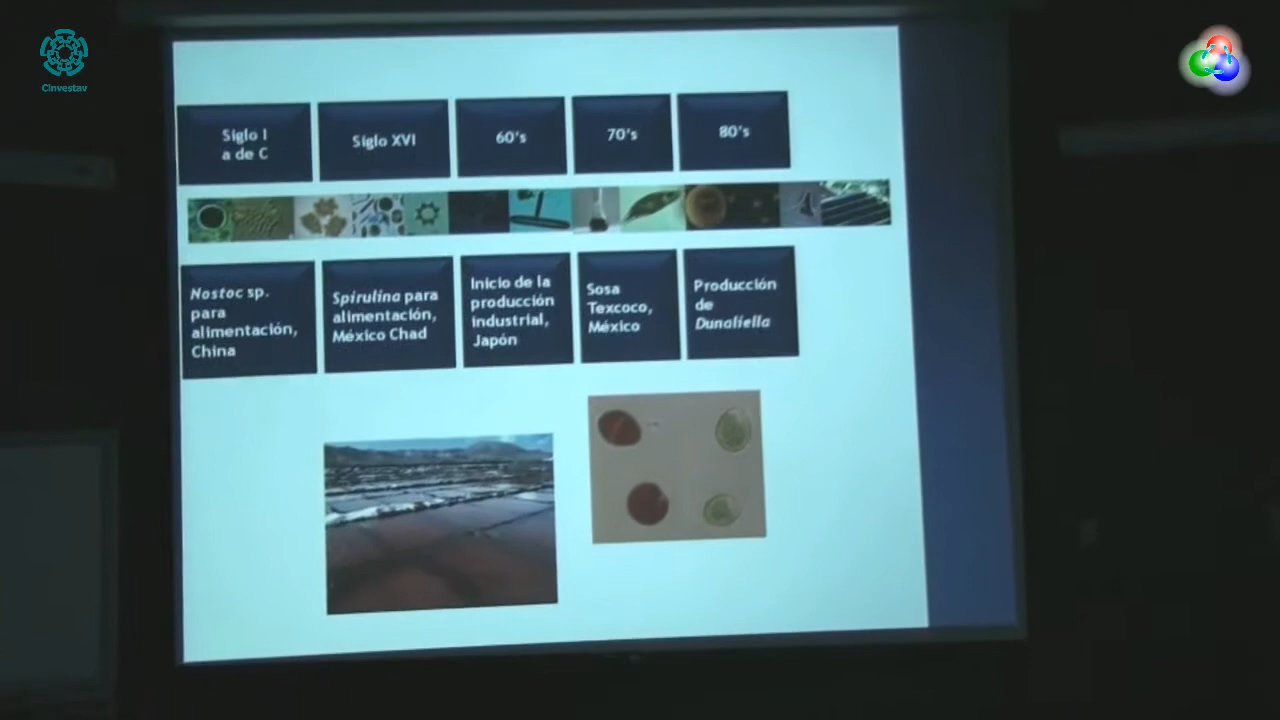 Cinvestav
Siglo I
a de C
Siglo XVI
60's
70's
80's
Nostoc sp.
para
alimentación,
China
Spirulina para
alimentación,
México Chad
Inicio de la
producción
industrial,
Japón
Sosa
Texcoco,
México
Producción
de
Dunaliella